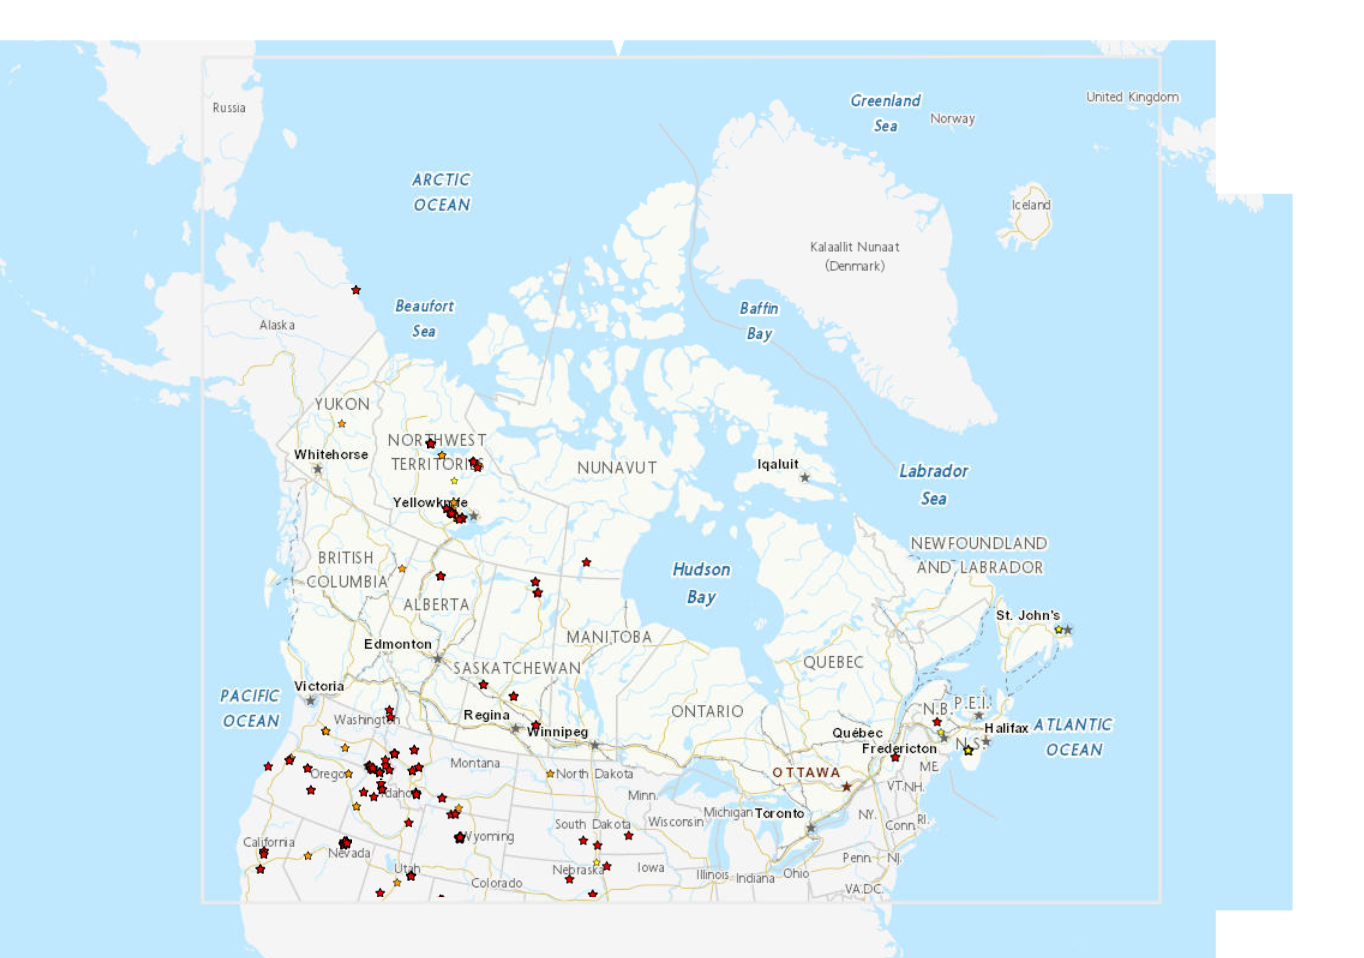 United Kingdom
Greenland
Sea
Russia
Norway
ARCTIC
OCEAN
Iceland
Kalaallit Nunaat
(Denmark)
Beaufort
Sea
Baffin
Bay
Alaska
YUKON
NORTHWEST
TERRITORIES
Whitehorse
NUNAVUT
Iqaluit
Labrador
Sea
Yellowknife
NEWFOUNDLAND
AND LABRADOR
BRITISH
COLUMBIA
Hudson
Bay
ALBERTA
St. John's
MANITOBA
Edmonton
SASKATCHEWAN
QUEBEC
Victoria
PACIFIC
OCEAN
Washington
Regina
Winnipeg
ONTARIO
N.B.
P.E.I.
Halifax
ATLANTIC
OCEAN
Québec
Fredericton
N.S.
ME
Montana
Oregon
North Dakota
OTTAWA
VT.
NH.
Idaho
Minn.
Michigan
Toronto
NY.
Conn.
RI.
South Dakota
Wisconsin
Wyoming
California
Nevada
Utah
Colorado
Nebraska
Iowa
Illinois
Indiana
Ohio
Penn.
NJ.
VA.
DC.